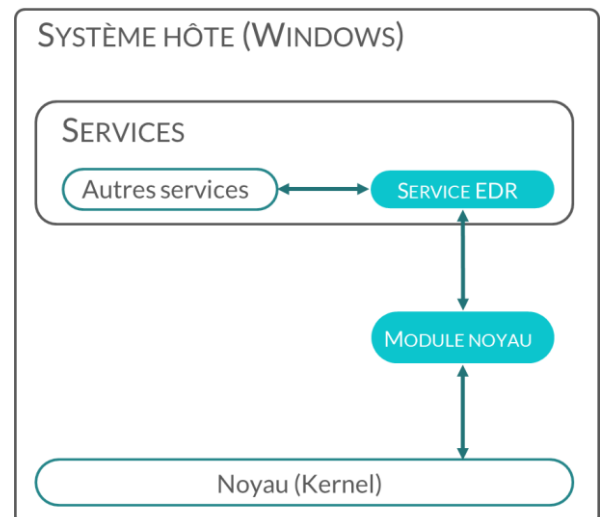 SYSTÈME HÔTE (WINDOWS)
SERVICES
Autres services
SERVICE EDR
MODULE NOYAU
Noyau (Kernel)